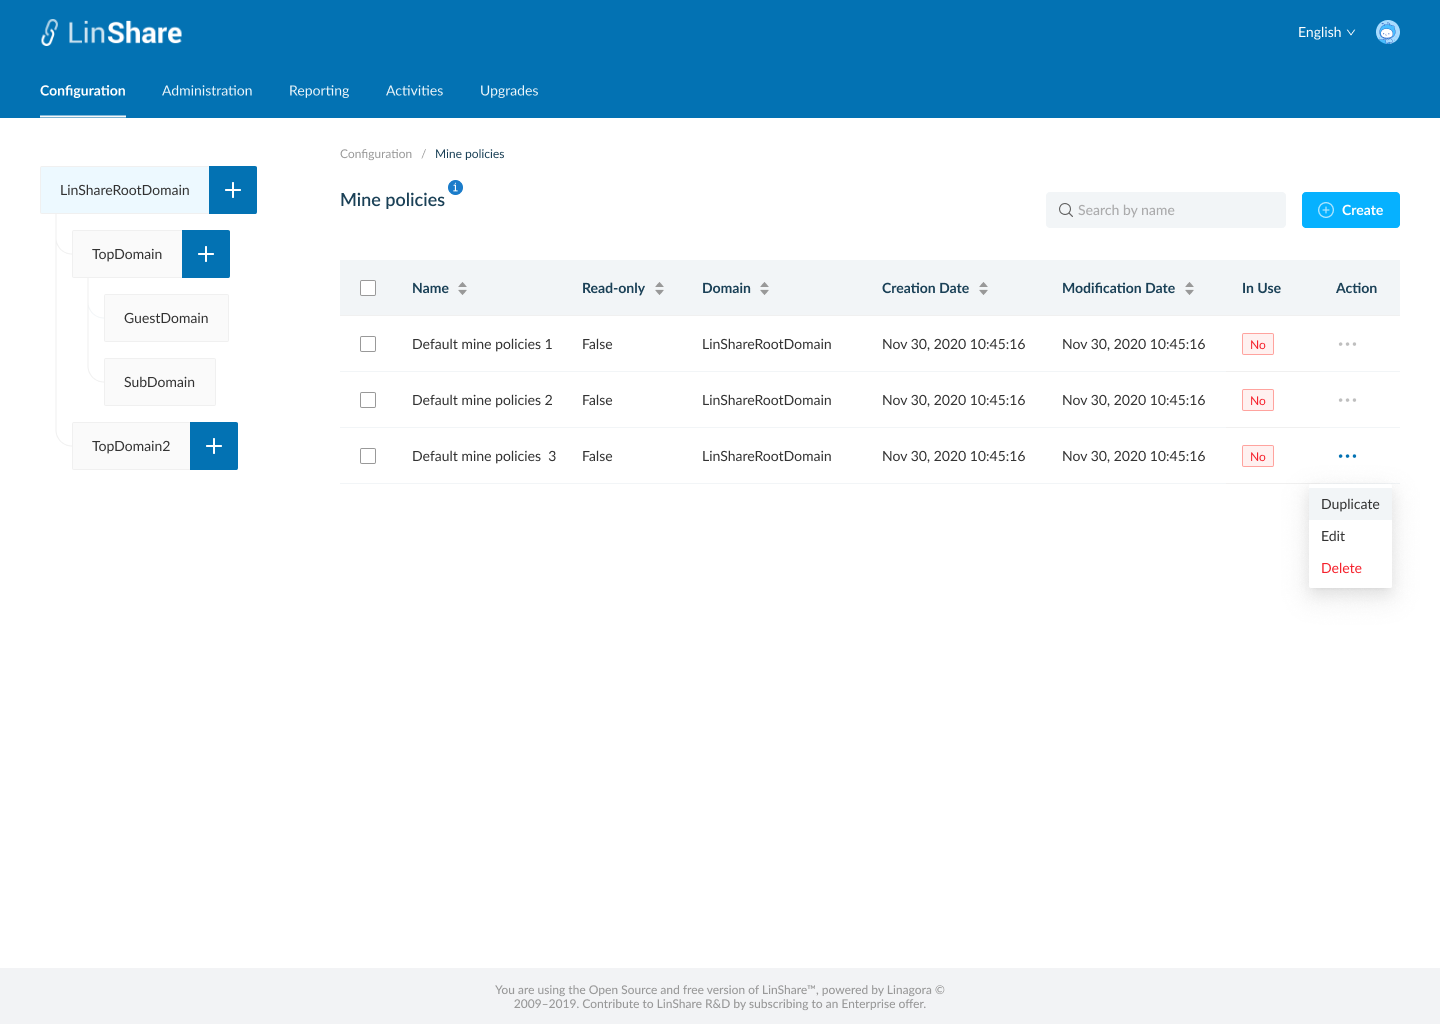 LinShare
English
Configuration Administration Reporting Activities Upgrades
Configuration / Mine policies
LinShareRootDomain
TopDomain
GuestDomain
SubDomain
TopDomain2
Mine policies i
Search by name
Create
Name Read-only Domain Creation Date Modification Date In Use Action
Default mine policies 1 False LinShareRootDomain Nov 30, 2020 10:45:16 Nov 30, 2020 10:45:16 No
Default mine policies 2 False LinShareRootDomain Nov 30, 2020 10:45:16 Nov 30, 2020 10:45:16 No
Default mine policies 3 False LinShareRootDomain Nov 30, 2020 10:45:16 Nov 30, 2020 10:45:16 No
Duplicate
Edit
Delete
You are using the Open Source and free version of LinShare™, powered by Linagora ©
2009–2019. Contribute to LinShare R&D by subscribing to an Enterprise offer.